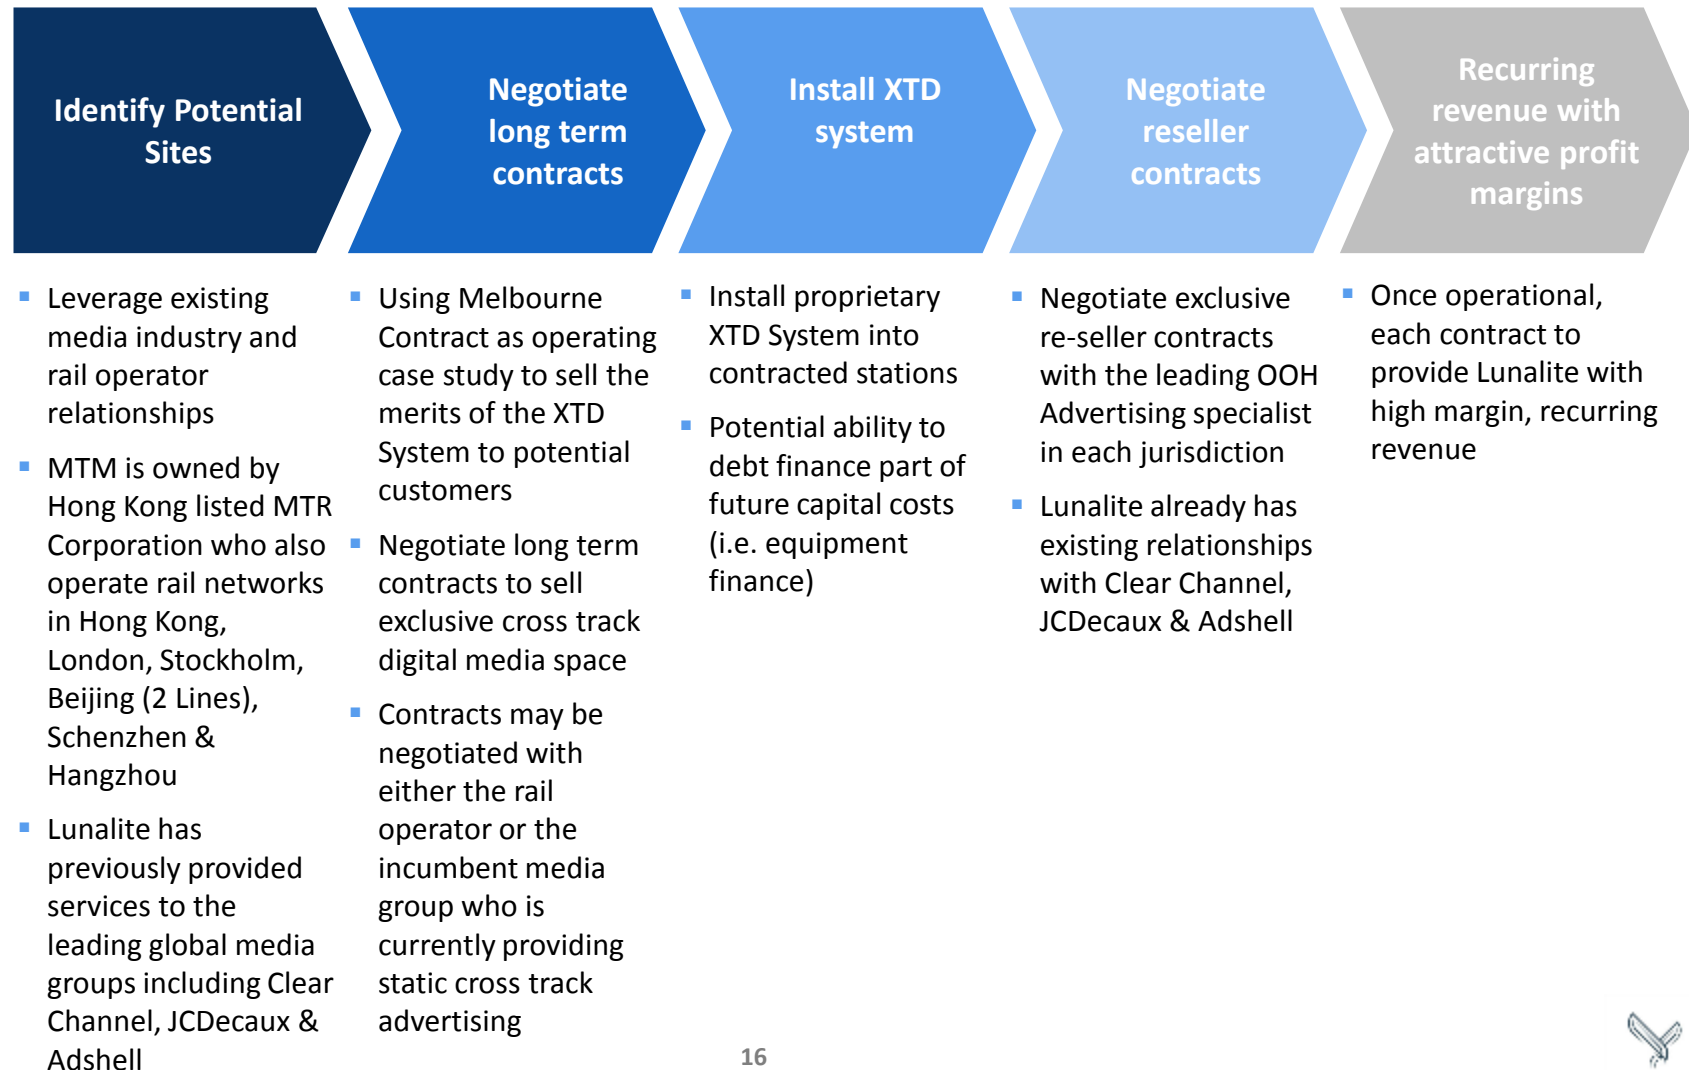 Identify Potential
Sites
Negotiate
long term
contracts
Install XTD
system
Negotiate
reseller
contracts
Recurring
revenue with
attractive profit
margins
Leverage existing
media industry and
rail operator
relationships
MTM is owned by
Hong Kong listed MTR
Corporation who also
operate rail networks
in Hong Kong,
London, Stockholm,
Beijing (2 Lines),
Schenzhen &
Hangzhou
Lunalite has
previously provided
services to the
leading global media
groups including Clear
Channel, JCDecaux &
Adshell
Using Melbourne
Contract as operating
case study to sell the
merits of the XTD
System to potential
customers
Negotiate long term
contracts to sell
exclusive cross track
digital media space
Contracts may be
negotiated with
either the rail
operator or the
incumbent media
group who is
currently providing
static cross track
advertising
Install proprietary
XTD System into
contracted stations
Potential ability to
debt finance part of
future capital costs
(i.e. equipment
finance)
Negotiate exclusive
re-seller contracts
with the leading OOH
Advertising specialist
in each jurisdiction
Lunalite already has
existing relationships
with Clear Channel,
JCDecaux & Adshell
Once operational,
each contract to
provide Lunalite with
high margin, recurring
revenue
16